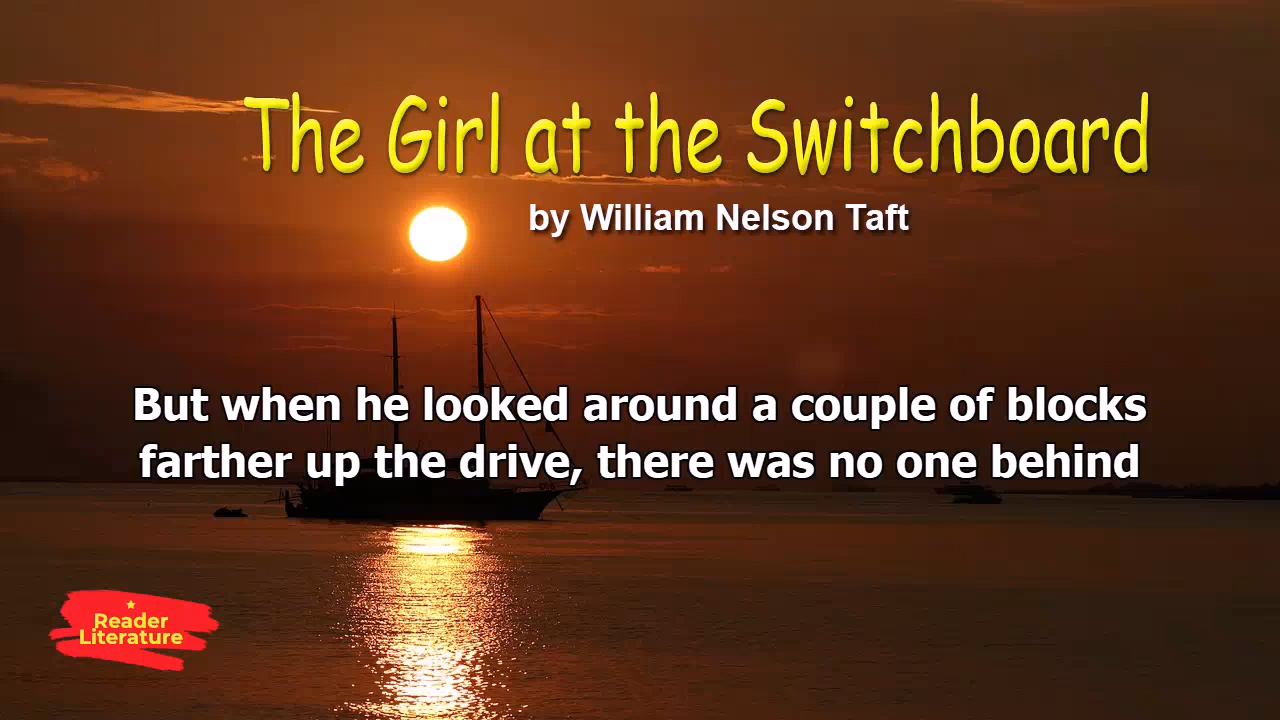 The Girl at the Switchboard
by William Nelson Taft
But when he looked around a couple of blocks
farther up the drive, there was no one behind
Reader
Literature